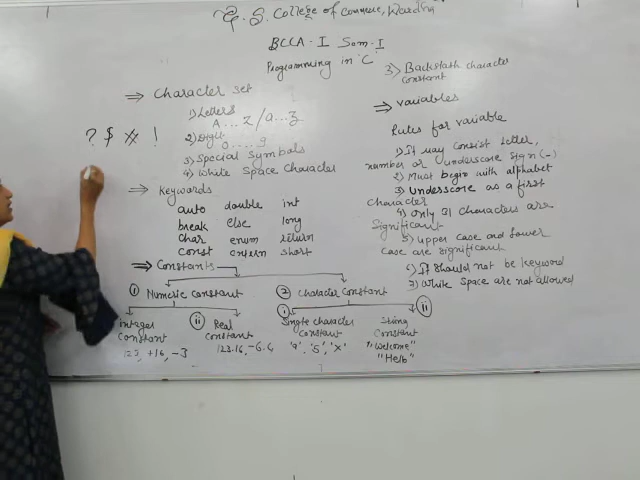 G. S. College of Commerce, Wardha
BCCA-I Sem-I
Programming in 'C'
⇒ Character set
1) Letters
A...Z / a...z
2) Digit
0.....9
3) Special Symbols
4) White Space Character
? $ # !
⇒ Keywords
auto double int
break else long
char enum return
const extern short
⇒ Constants
① Numeric Constant
② Character Constant
Integer Constant
123, +16, -3
ii Real Constant
123.16, -6.6,
i Single Character Constant
'9', 'S', 'X'
ii String Constant
"Welcome"
"Hello"
3) Backslash character
constant
⇒ Variables
Rules for variable
1) It may consist Letter,
number or underscore sign (_)
2) Must begin with alphabet
3) Underscore as a first
Character
4) Only 31 Characters are
Significant
5) Upper case and Lower
Case are significant
6) It should not be keyword
7) White Space are not allowed